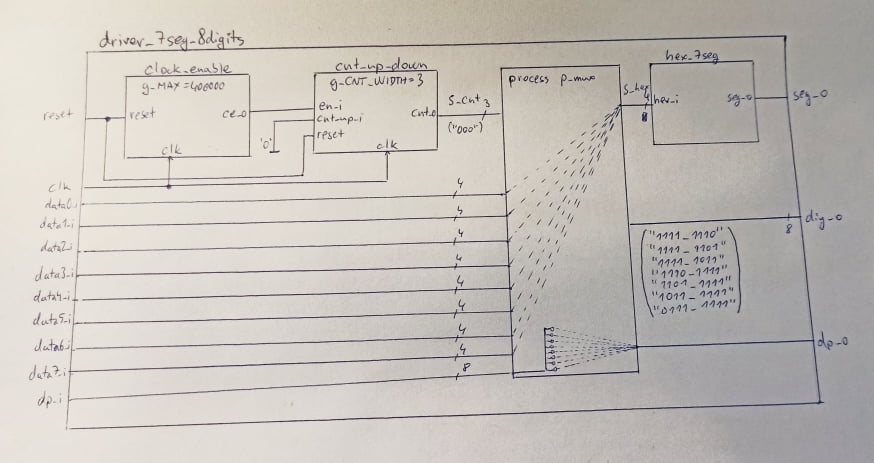 driver_7seg_8digits
clock_enable
g_MAX = 400000
reset
ce_o
clk
cnt_up_down
g_CNT_WIDTH = 3
en_i
cnt_up_i
reset
clk
cnt_o
'0'
s_cnt
3
("000")
process p_mux
s_hex
4
8
hex_7seg
hex_i
seg_o
seg_o
reset
clk
data0_i
data1_i
data2_i
data3_i
data4_i
data5_i
data6_i
data7_i
dp_i
4
4
4
4
4
4
4
4
8
dig_o
8
"1111_1110"
"1111_1101"
"1111_1011"
"1110_1111"
"1101_1111"
"1011_1111"
"0111_1111"
dp_o